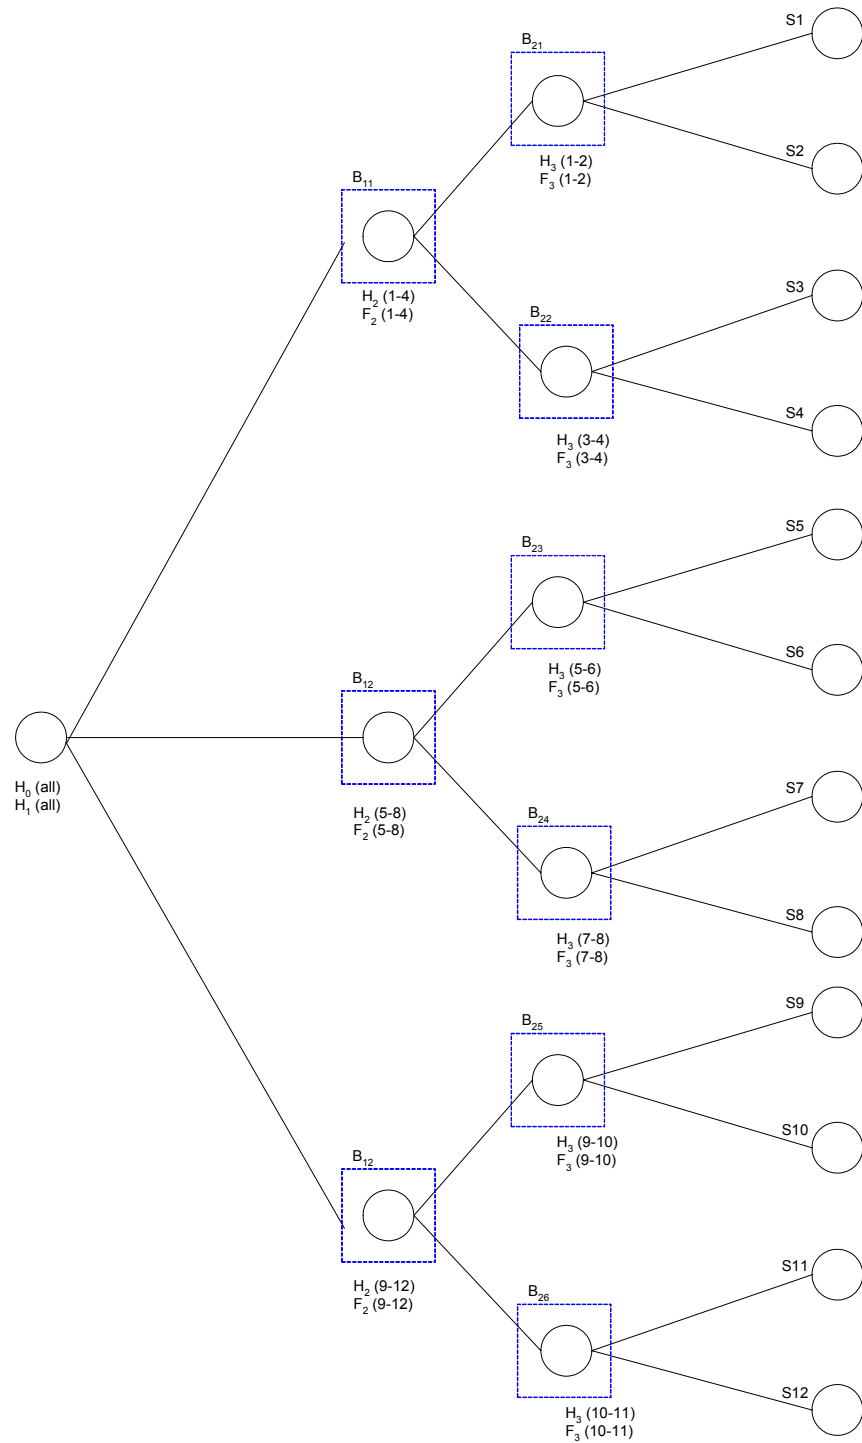 S1
B₂₁
S2
H₃ (1-2)
F₃ (1-2)
B₁₁
S3
H₂ (1-4)
F₂ (1-4)
B₂₂
S4
H₃ (3-4)
F₃ (3-4)
S5
B₂₃
S6
H₃ (5-6)
F₃ (5-6)
B₁₂
H₀ (all)
H₁ (all)
S7
H₂ (5-8)
F₂ (5-8)
B₂₄
S8
H₃ (7-8)
F₃ (7-8)
S9
B₂₅
S10
H₃ (9-10)
F₃ (9-10)
B₁₂
S11
H₂ (9-12)
F₂ (9-12)
B₂₆
S12
H₃ (10-11)
F₃ (10-11)